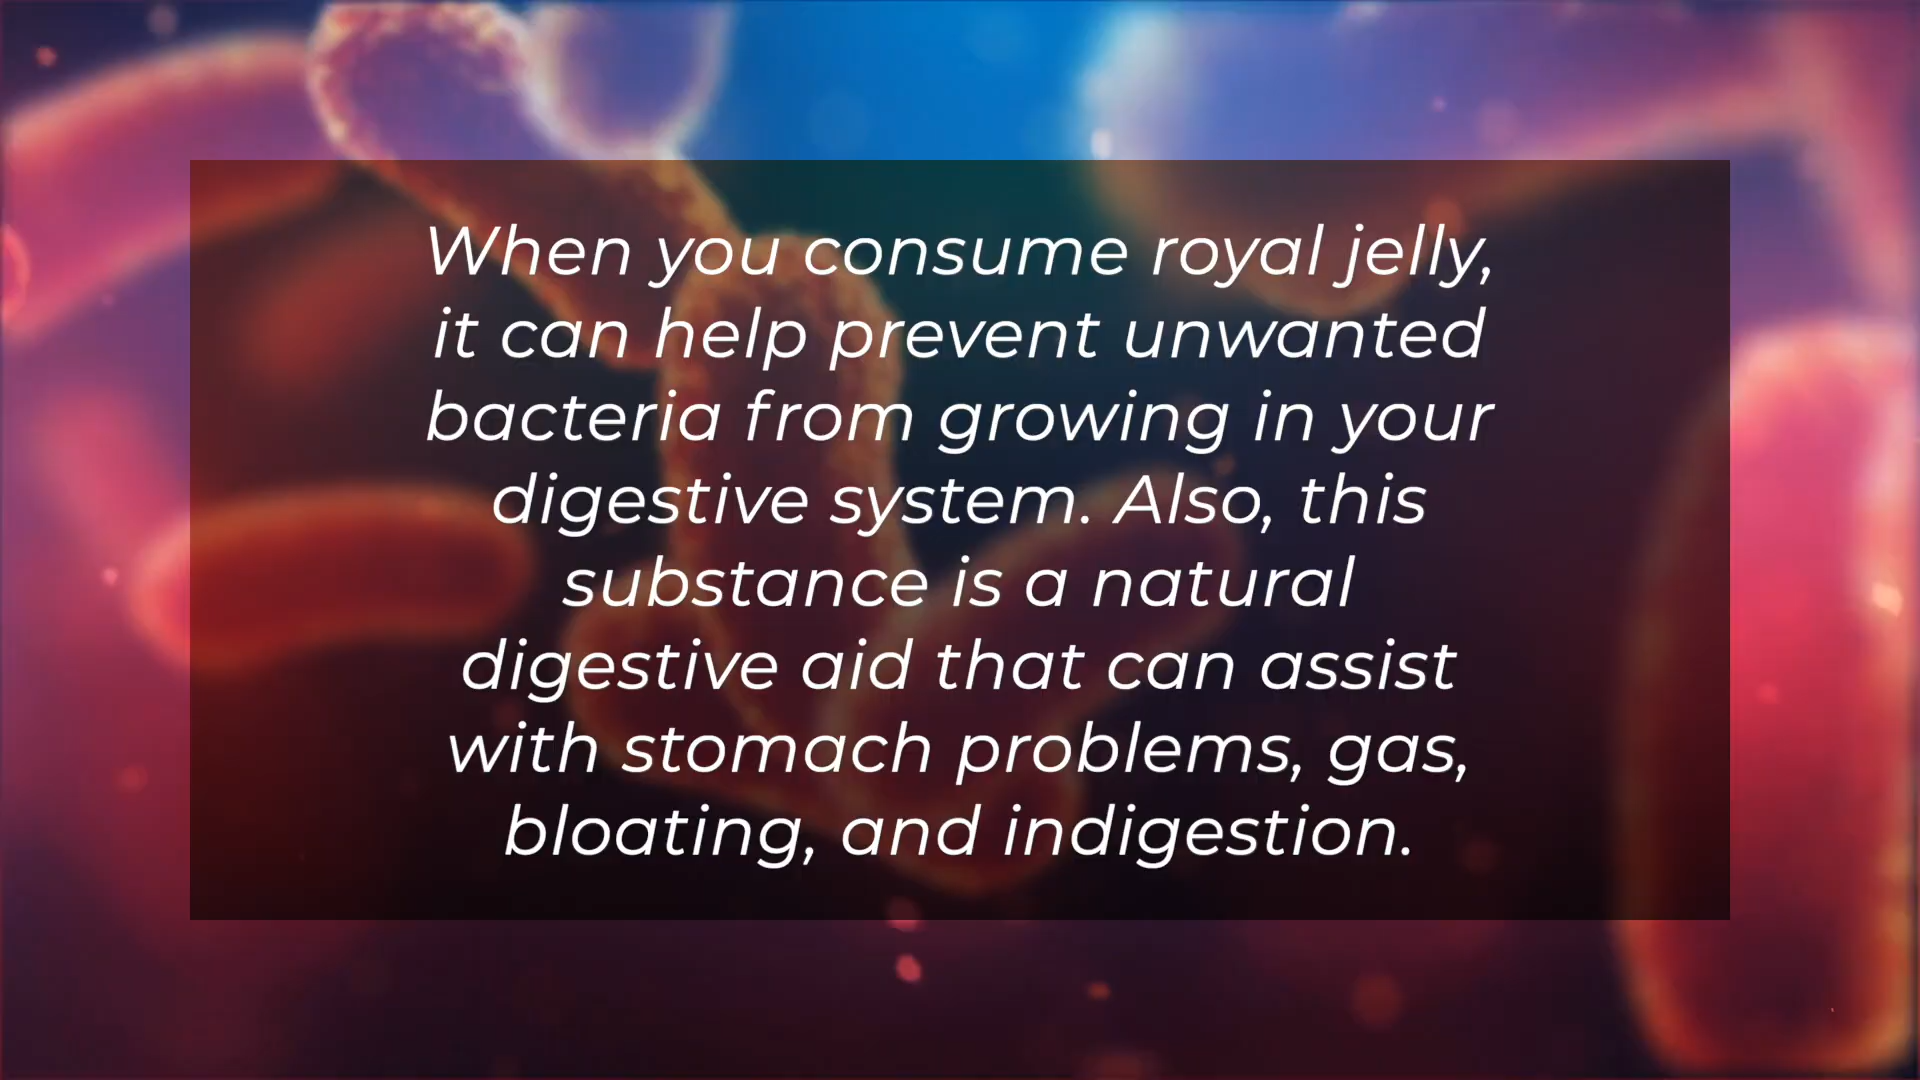 When you consume royal jelly,
it can help prevent unwanted
bacteria from growing in your
digestive system. Also, this
substance is a natural
digestive aid that can assist
with stomach problems, gas,
bloating, and indigestion.